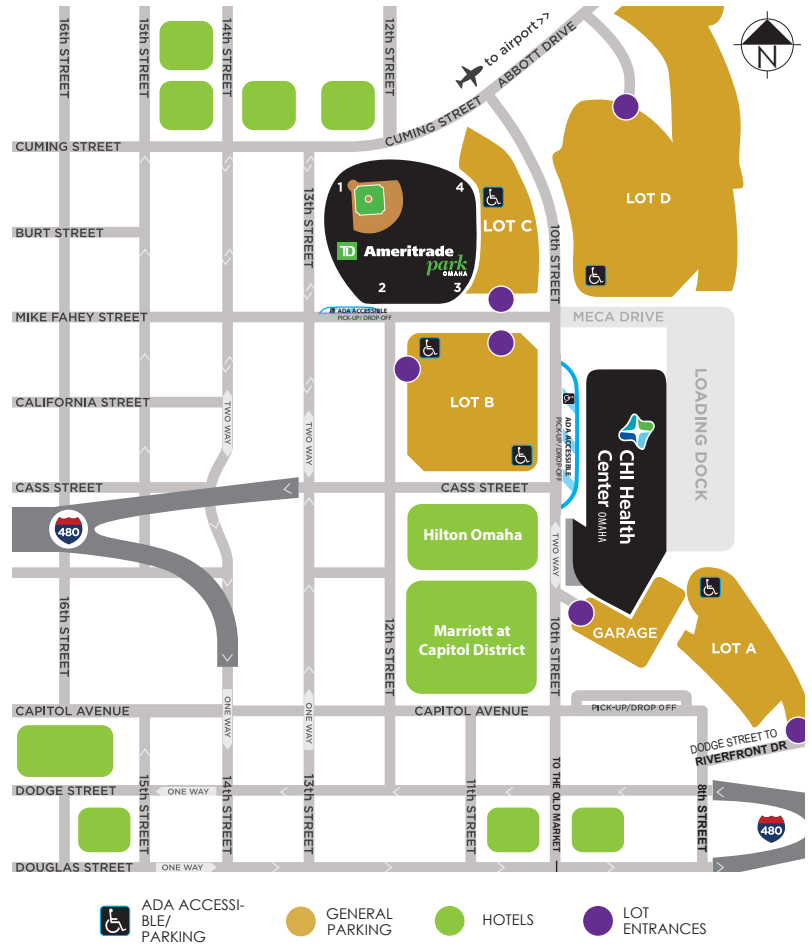 16th STREET
15th STREET
14th STREET
12th STREET
to airport >>
ABBOTT DRIVE
N
CUMING STREET
CUMING STREET
13th STREET
1
4
LOT C
LOT D
BURT STREET
TD Ameritrade
park
OMAHA
2
3
10th STREET
ADA ACCESSIBLE
PICK-UP/DROP-OFF
MIKE FAHEY STREET
MECA DRIVE
LOT B
CALIFORNIA STREET
TWO WAY
TWO WAY
ADA ACCESSIBLE
PICK-UP/DROP-OFF
CHI Health
Center OMAHA
LOADING DOCK
CASS STREET
CASS STREET
480
Hilton Omaha
TWO WAY
16th STREET
12th STREET
Marriott at
Capitol District
10th STREET
GARAGE
LOT A
CAPITOL AVENUE
ONE WAY
ONE WAY
CAPITOL AVENUE
PICK-UP/DROP OFF
DODGE STREET TO
RIVERFRONT DR
15th STREET
14th STREET
13th STREET
11th STREET
TO THE OLD MARKET
8th STREET
DODGE STREET
ONE WAY
480
DOUGLAS STREET
ONE WAY
ADA ACCESSI-
BLE/
PARKING
GENERAL
PARKING
HOTELS
LOT
ENTRANCES